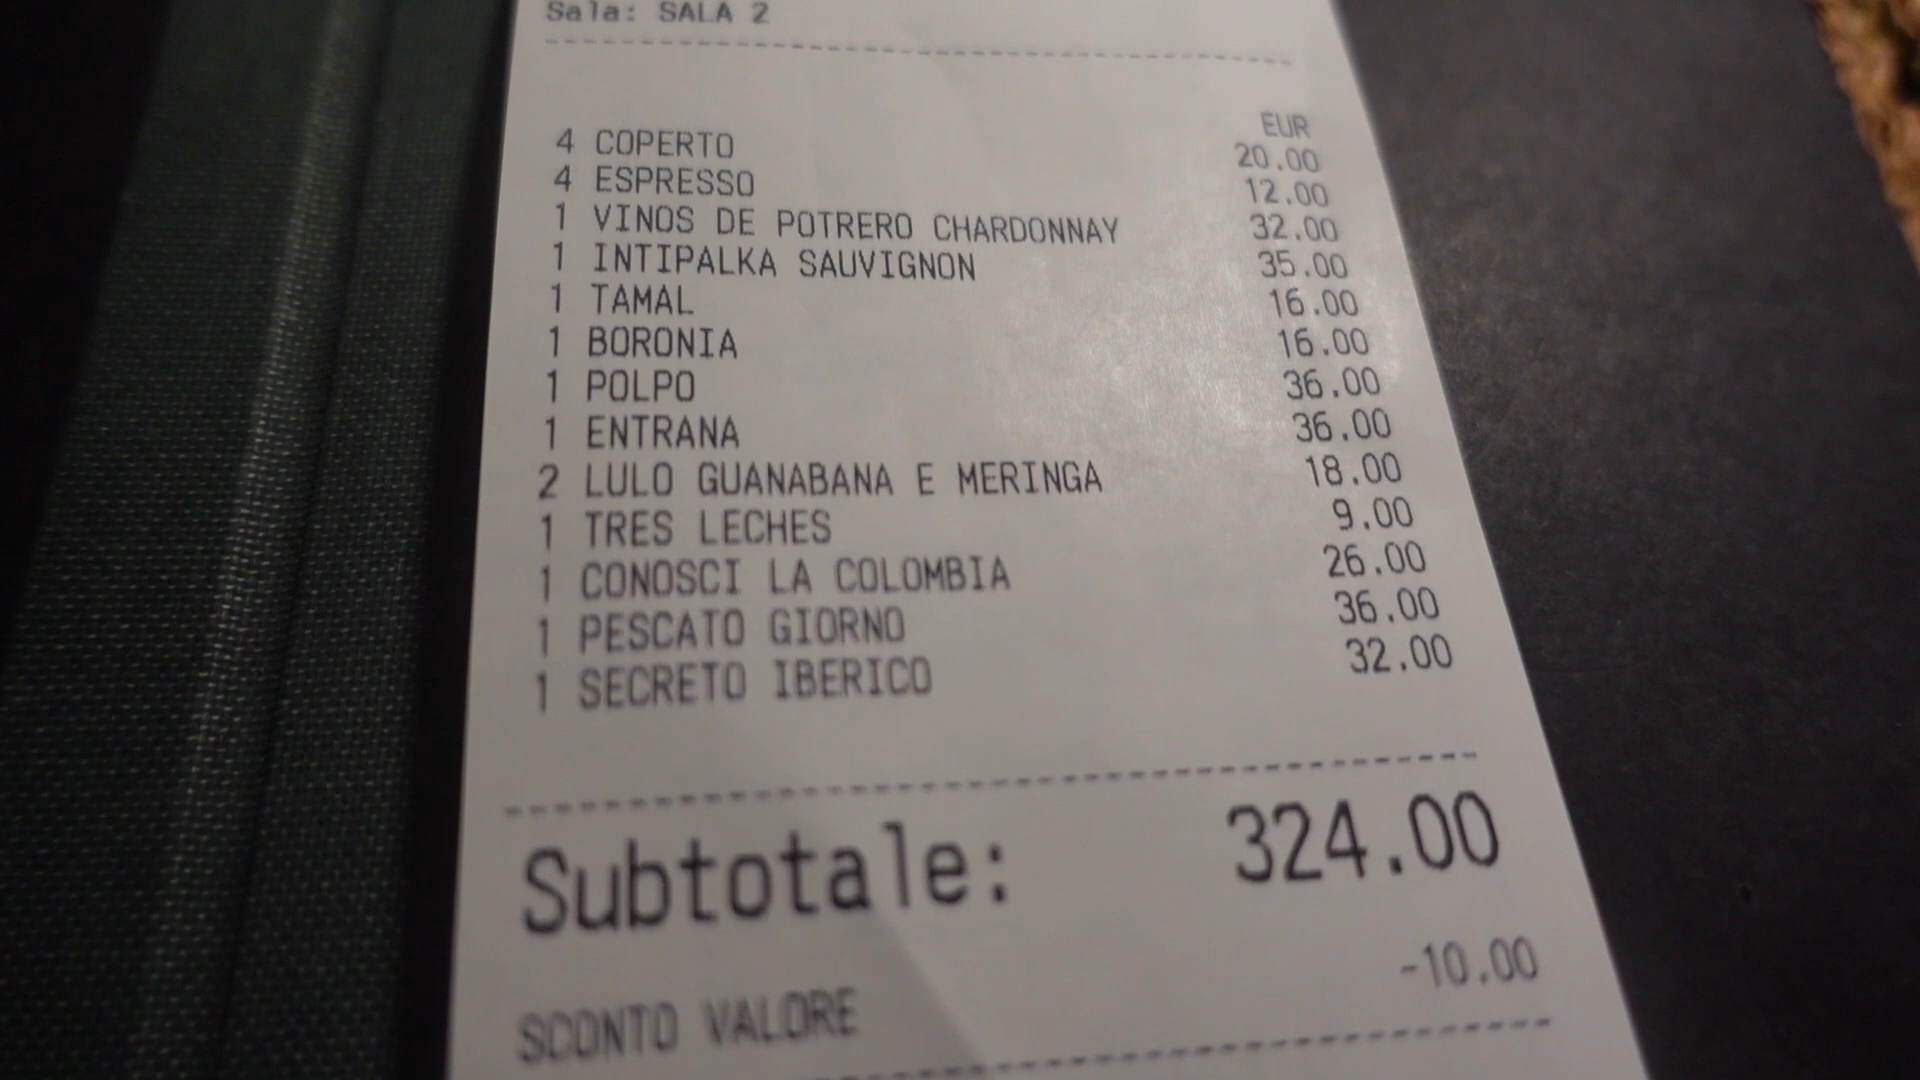 Sala: SALA 2
EUR
4 COPERTO 20.00
4 ESPRESSO 12.00
1 VINOS DE POTRERO CHARDONNAY 32.00
1 INTIPALKA SAUVIGNON 35.00
1 TAMAL 16.00
1 BORONIA 16.00
1 POLPO 36.00
1 ENTRANA 36.00
2 LULO GUANABANA E MERINGA 18.00
1 TRES LECHES 9.00
1 CONOSCI LA COLOMBIA 26.00
1 PESCATO GIORNO 36.00
1 SECRETO IBERICO 32.00
Subtotale: 324.00
SCONTO VALORE -10.00